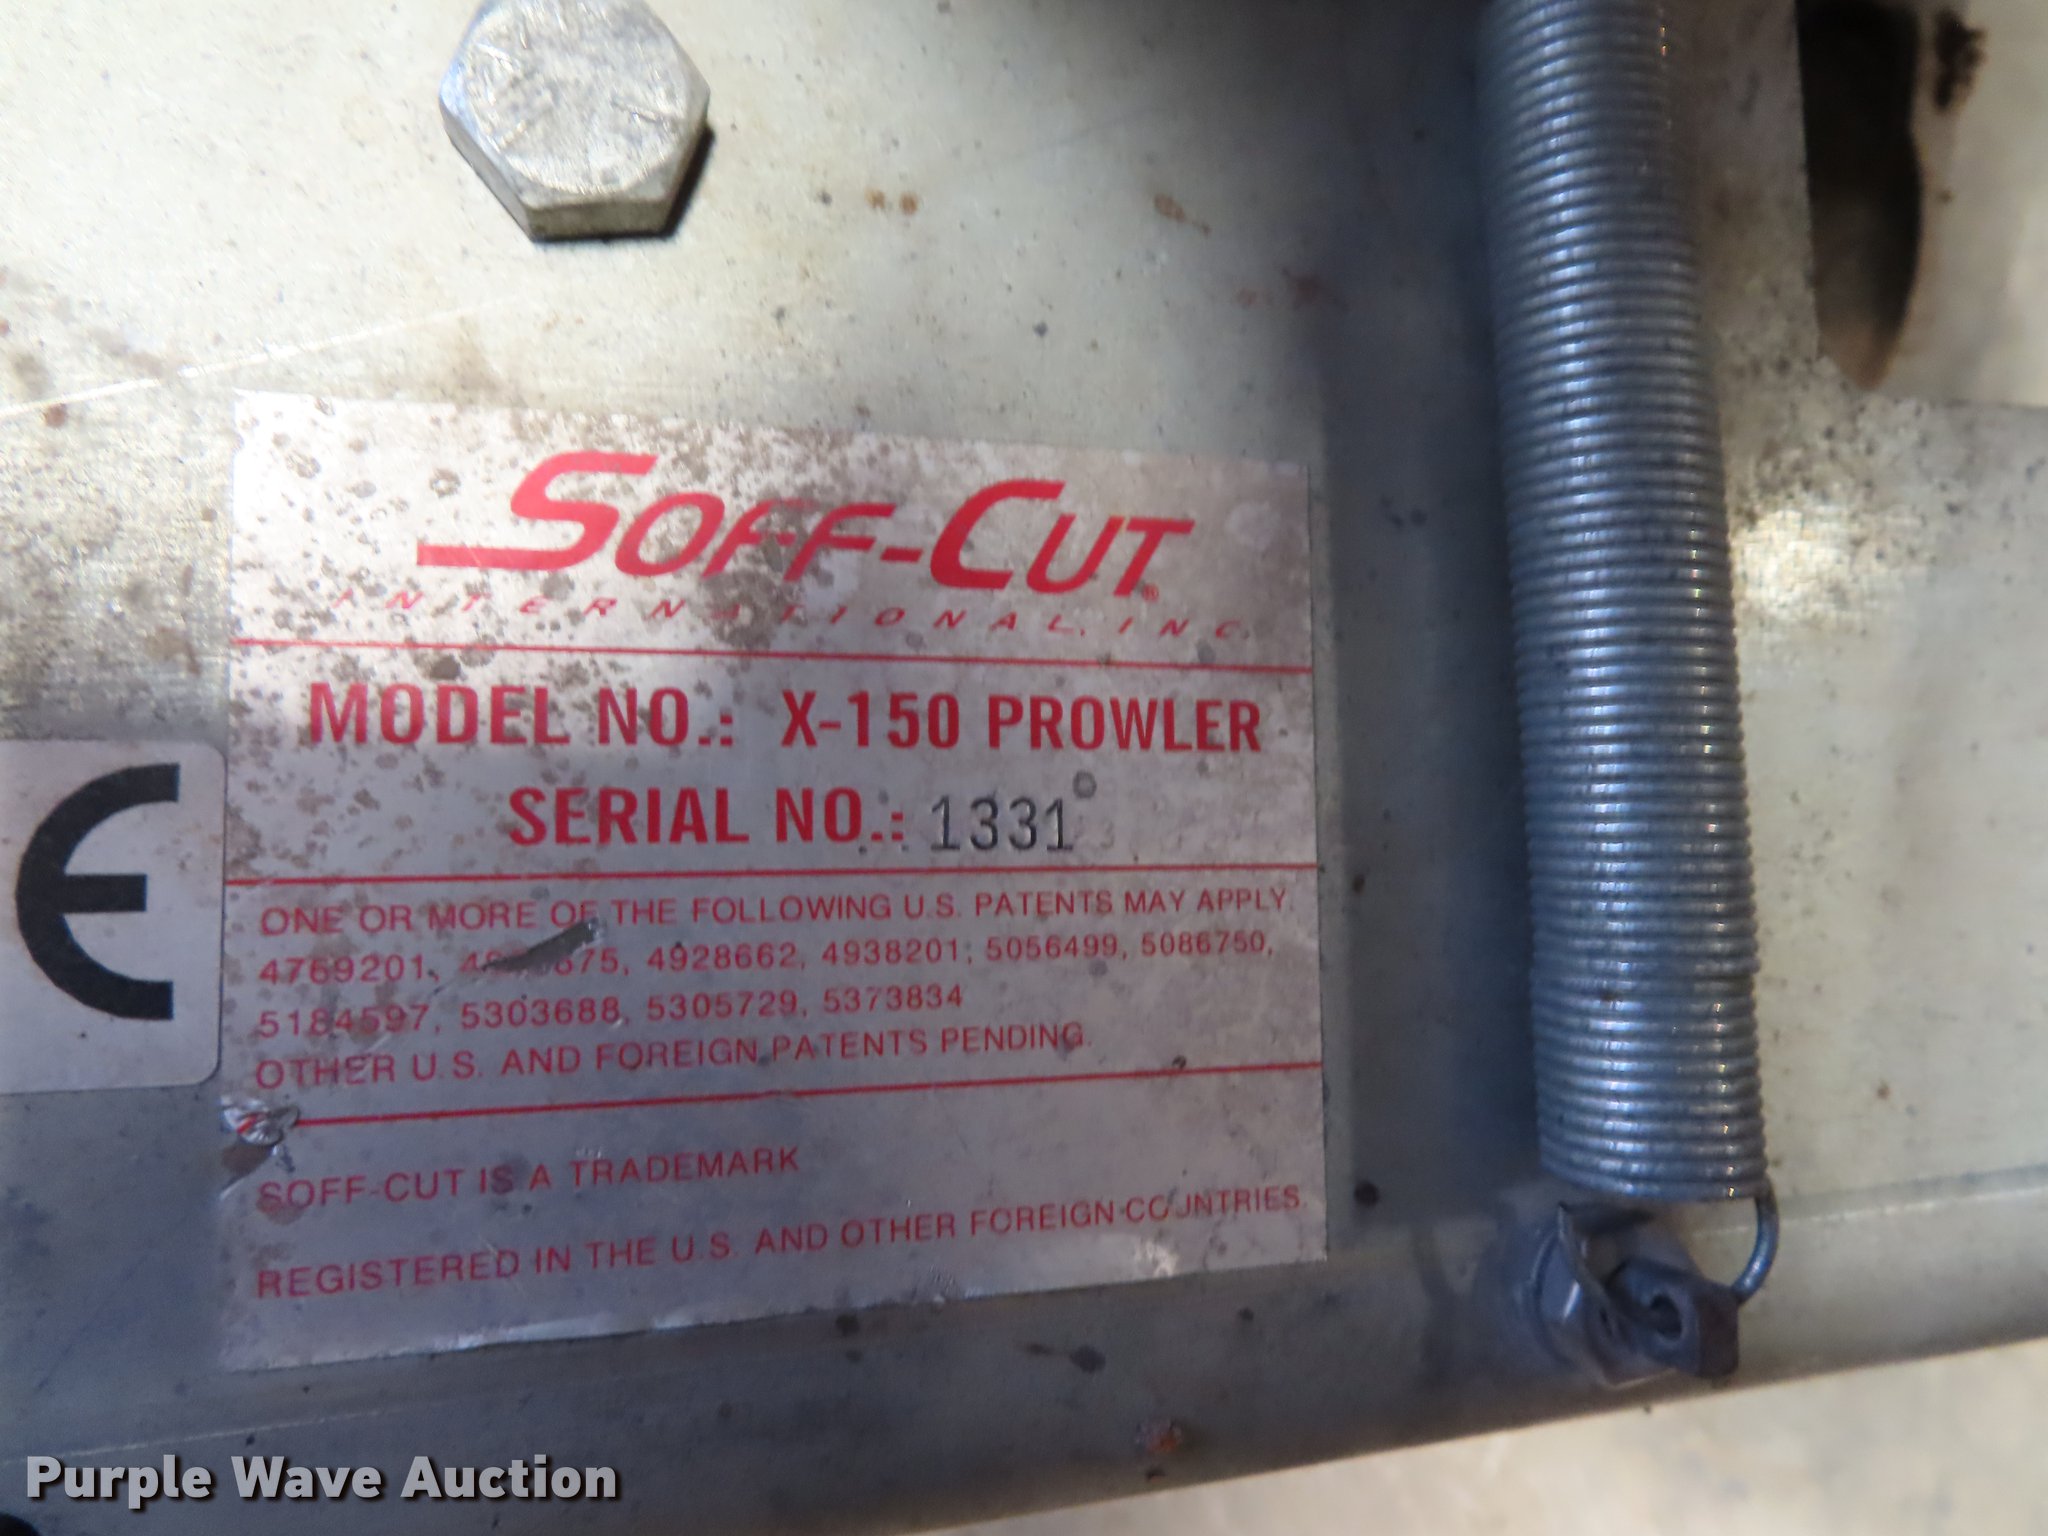 SOFF-CUT®
INTERNATIONAL, INC.
MODEL NO.: X-150 PROWLER
SERIAL NO.: 1331
CE
ONE OR MORE OF THE FOLLOWING U.S. PATENTS MAY APPLY.
4769201, 4928662, 4938201, 5056499, 5086750,
5184597, 5303688, 5305729, 5373834
OTHER U.S. AND FOREIGN PATENTS PENDING.
SOFF-CUT IS A TRADEMARK
REGISTERED IN THE U.S. AND OTHER FOREIGN COUNTRIES.
Purple Wave Auction